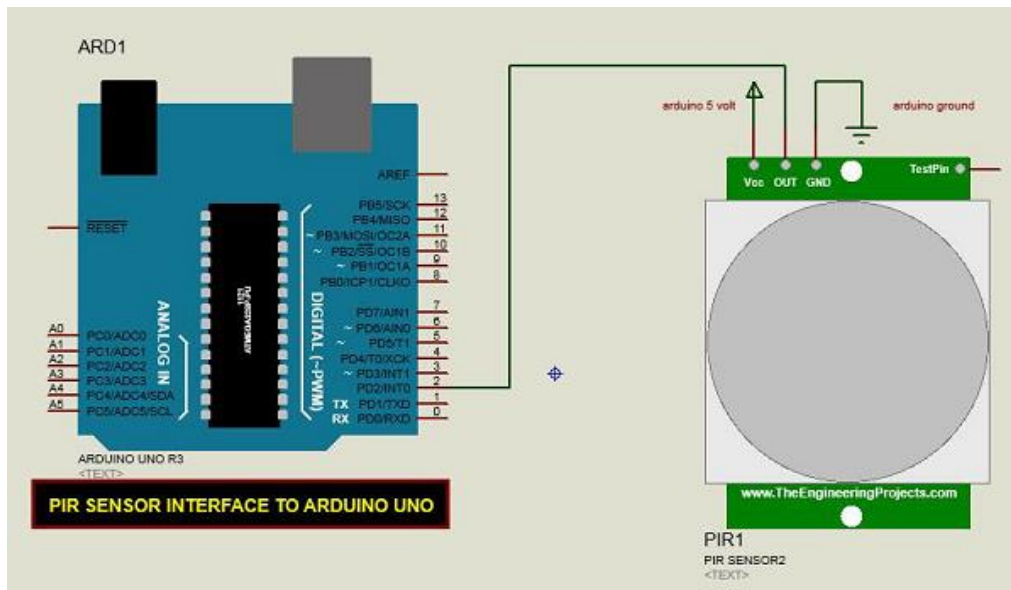 ARD1
AREF
RESET
PB5/SCK 13
PB4/MISO 12
~ PB3/MOSI/OC2A 11
~ PB2/SS/OC1B 10
~ PB1/OC1A 9
PB0/ICP1/CLKO 8
PD7/AIN1 7
~ PD6/AIN0 6
~ PD5/T1 5
PD4/T0/XCK 4
~ PD3/INT1 3
PD2/INT0 2
TX PD1/TXD 1
RX PD0/RXD 0
DIGITAL (~PWM)
ANALOG IN
A0 PC0/ADC0
A1 PC1/ADC1
A2 PC2/ADC2
A3 PC3/ADC3
A4 PC4/ADC4/SDA
A5 PC5/ADC5/SCL
ARDUINO UNO R3
<TEXT>
PIR SENSOR INTERFACE TO ARDUINO UNO
arduino 5 volt
arduino ground
Vcc OUT GND
TestPin
www.TheEngineeringProjects.com
PIR1
PIR SENSOR2
<TEXT>